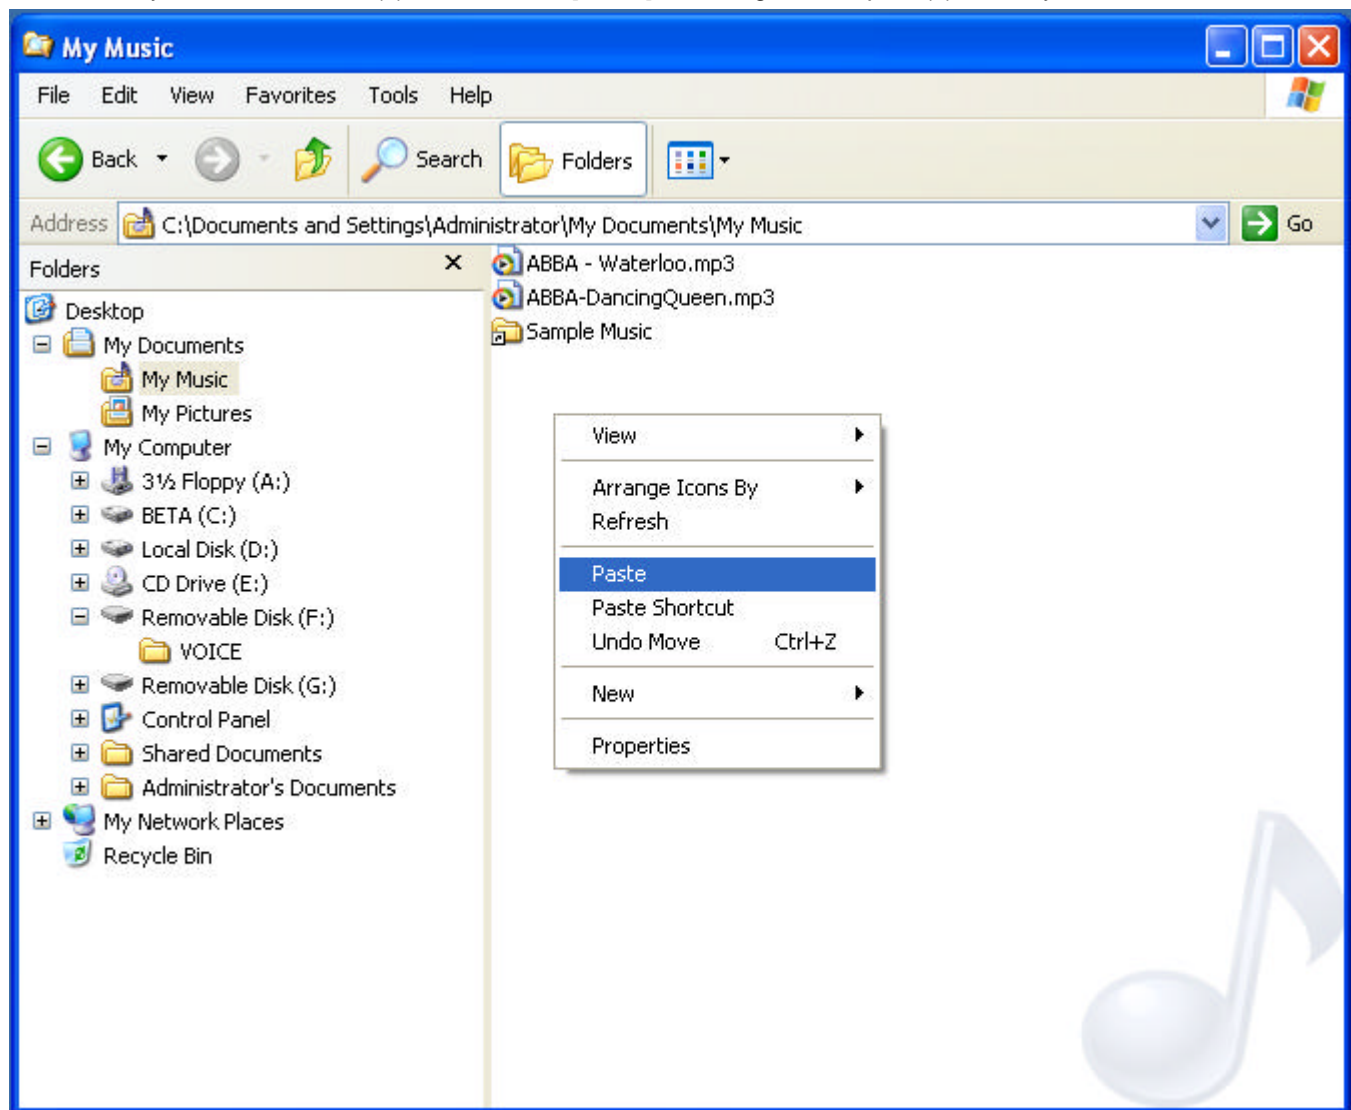 My Music
File Edit View Favorites Tools Help
Back Search Folders
Address C:\Documents and Settings\Administrator\My Documents\My Music Go
Folders
Desktop
My Documents
My Music
My Pictures
My Computer
3½ Floppy (A:)
BETA (C:)
Local Disk (D:)
CD Drive (E:)
Removable Disk (F:)
VOICE
Removable Disk (G:)
Control Panel
Shared Documents
Administrator's Documents
My Network Places
Recycle Bin
ABBA - Waterloo.mp3
ABBA-DancingQueen.mp3
Sample Music
View
Arrange Icons By
Refresh
Paste
Paste Shortcut
Undo Move Ctrl+Z
New
Properties